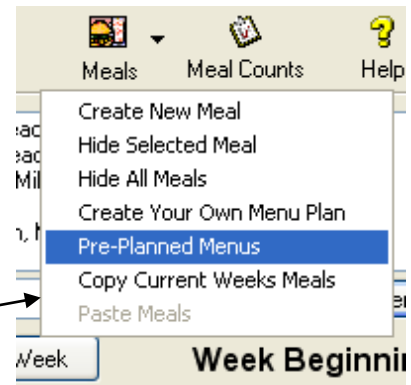 Meals Meal Counts Help
Create New Meal
Hide Selected Meal
Hide All Meals
Create Your Own Menu Plan
Pre-Planned Menus
Copy Current Weeks Meals
Paste Meals
Week Week Beginnin